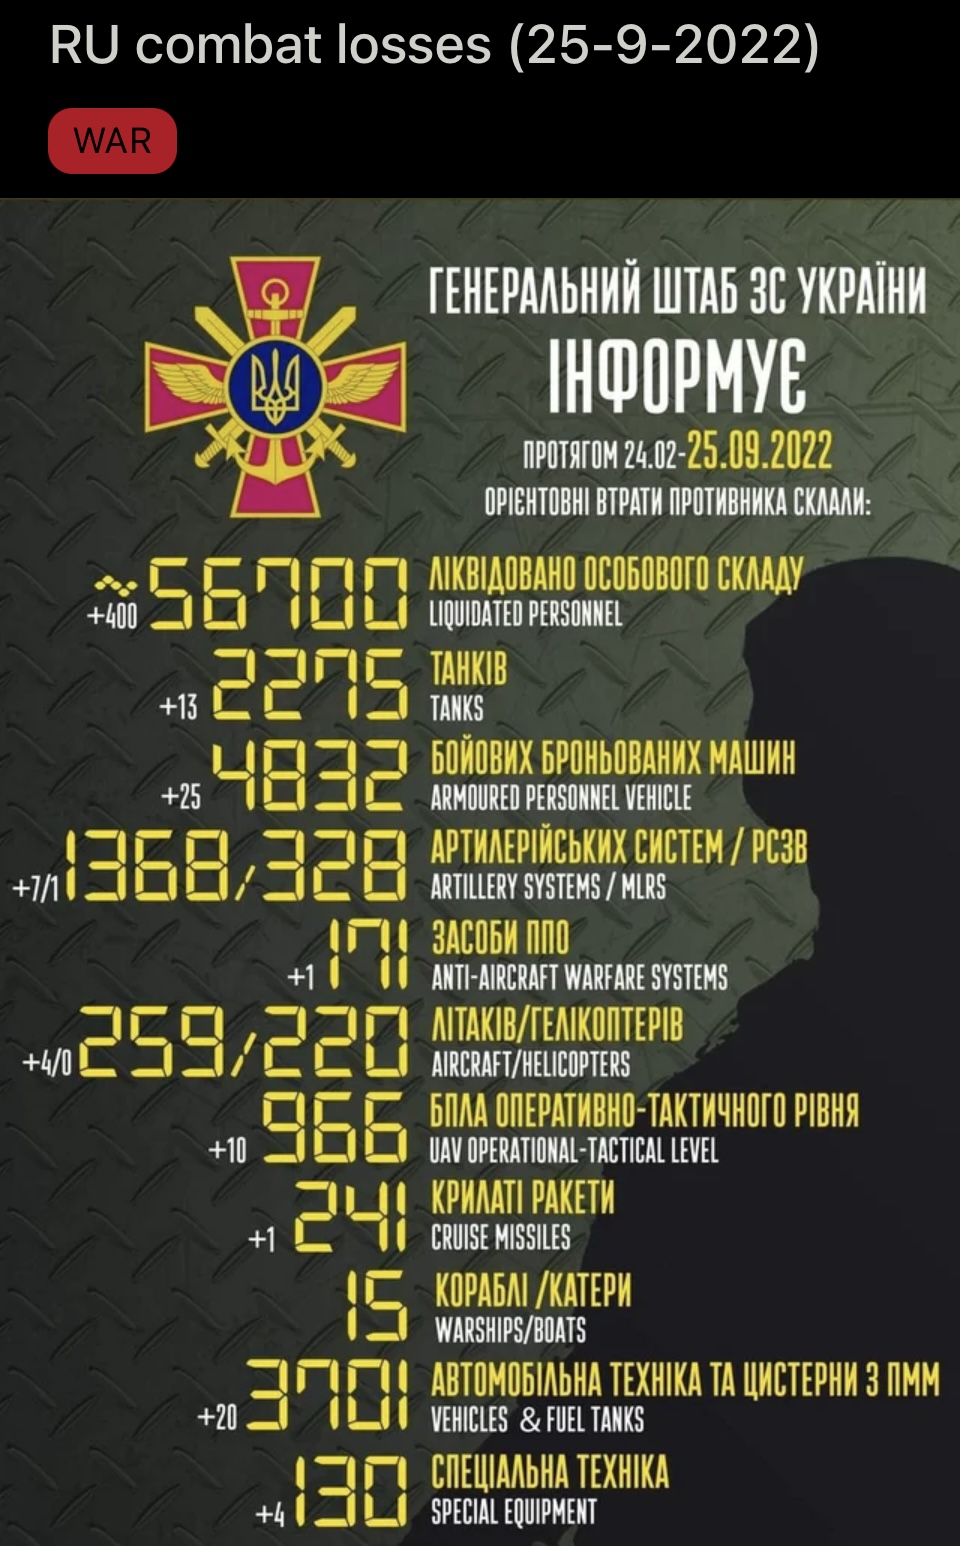 RU combat losses (25-9-2022)
WAR
ГЕНЕРАЛЬНИЙ ШТАБ ЗС УКРАЇНИ
ІНФОРМУЄ
ПРОТЯГОМ 24.02-25.09.2022
ОРІЄНТОВНІ ВТРАТИ ПРОТИВНИКА СКЛАЛИ:
+400 ≈56700 ЛІКВІДОВАНО ОСОБОВОГО СКЛАДУ
LIQUIDATED PERSONNEL
+13 2275 ТАНКІВ
TANKS
+25 4832 БОЙОВИХ БРОНЬОВАНИХ МАШИН
ARMOURED PERSONNEL VEHICLE
+7/1 1368/328 АРТИЛЕРІЙСЬКИХ СИСТЕМ / РСЗВ
ARTILLERY SYSTEMS / MLRS
+1 171 ЗАСОБИ ППО
ANTI-AIRCRAFT WARFARE SYSTEMS
+4/0 259/220 ЛІТАКІВ/ГЕЛІКОПТЕРІВ
AIRCRAFT/HELICOPTERS
+10 966 БПЛА ОПЕРАТИВНО-ТАКТИЧНОГО РІВНЯ
UAV OPERATIONAL-TACTICAL LEVEL
+1 241 КРИЛАТІ РАКЕТИ
CRUISE MISSILES
15 КОРАБЛІ /КАТЕРИ
WARSHIPS/BOATS
+20 3701 АВТОМОБІЛЬНА ТЕХНІКА ТА ЦИСТЕРНИ З ПММ
VEHICLES & FUEL TANKS
+4 130 СПЕЦІАЛЬНА ТЕХНІКА
SPECIAL EQUIPMENT